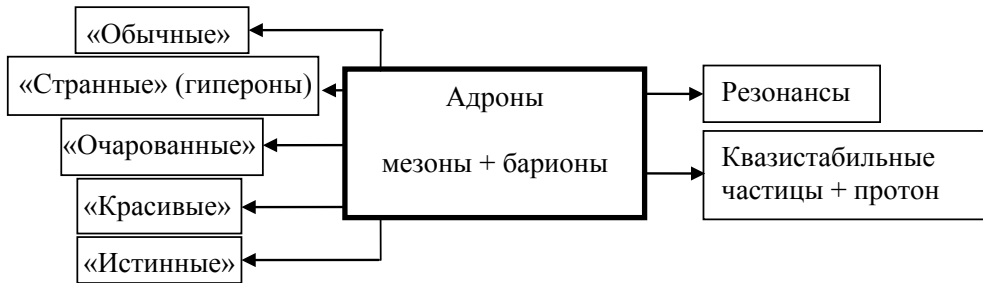 «Обычные»
«Странные» (гипероны)
«Очарованные»
«Красивые»
«Истинные»
Адроны
мезоны + барионы
Резонансы
Квазистабильные
частицы + протон